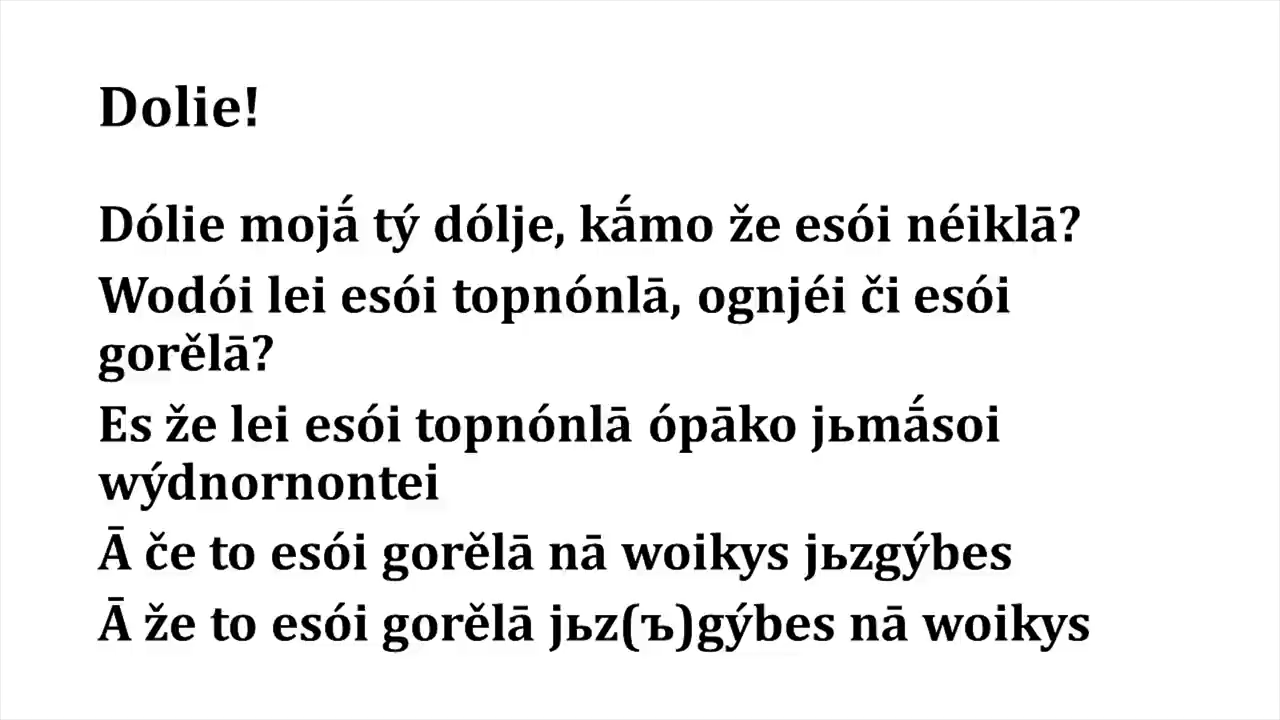 Dolie!
Dólie mojā́ tý dólje, kā́mo že esói néiklā?
Wodói lei esói topnónlā, ognjéi či esói
gorělā?
Es že lei esói topnónlā ópāko jьmā́soi
wýdnornontei
Ā če to esói gorělā nā woikys jьzgýbes
Ā že to esói gorělā jьz(ъ)gýbes nā woikys